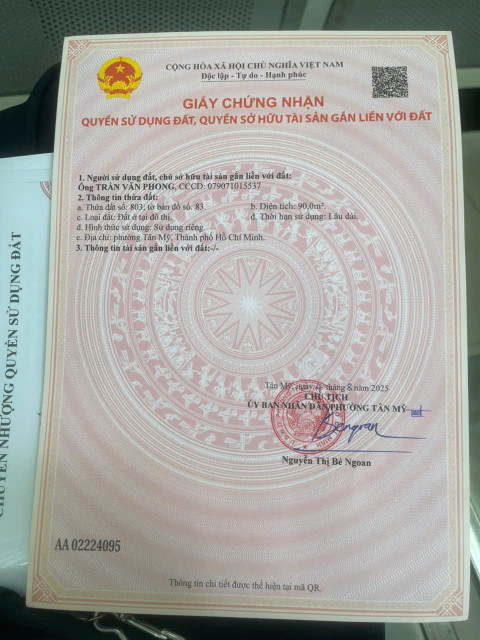 CỘNG HÒA XÃ HỘI CHỦ NGHĨA VIỆT NAM
Độc lập - Tự do - Hạnh phúc
GIẤY CHỨNG NHẬN
QUYỀN SỬ DỤNG ĐẤT, QUYỀN SỞ HỮU TÀI SẢN GẮN LIỀN VỚI ĐẤT
1. Người sử dụng đất, chủ sở hữu tài sản gắn liền với đất:
Ông TRẦN VĂN PHONG, CCCD: 079071015537
2. Thông tin thửa đất:
a. Thửa đất số: 803; tờ bản đồ số: 83.
b. Diện tích: 90,0m².
c. Loại đất: Đất ở tại đô thị.
d. Thời hạn sử dụng: Lâu dài.
đ. Hình thức sử dụng: Sử dụng riêng.
e. Địa chỉ: phường Tân Mỹ, Thành phố Hồ Chí Minh.
3. Thông tin tài sản gắn liền với đất:-/-
Tân Mỹ, ngày tháng 8 năm 2025
CHỦ TỊCH
ỦY BAN NHÂN DÂN PHƯỜNG TÂN MỸ
Nguyễn Thị Bé Ngoan
AA 02224095
Thông tin chi tiết được thể hiện tại mã QR.
CHUYỂN NHƯỢNG QUYỀN SỬ DỤNG ĐẤT